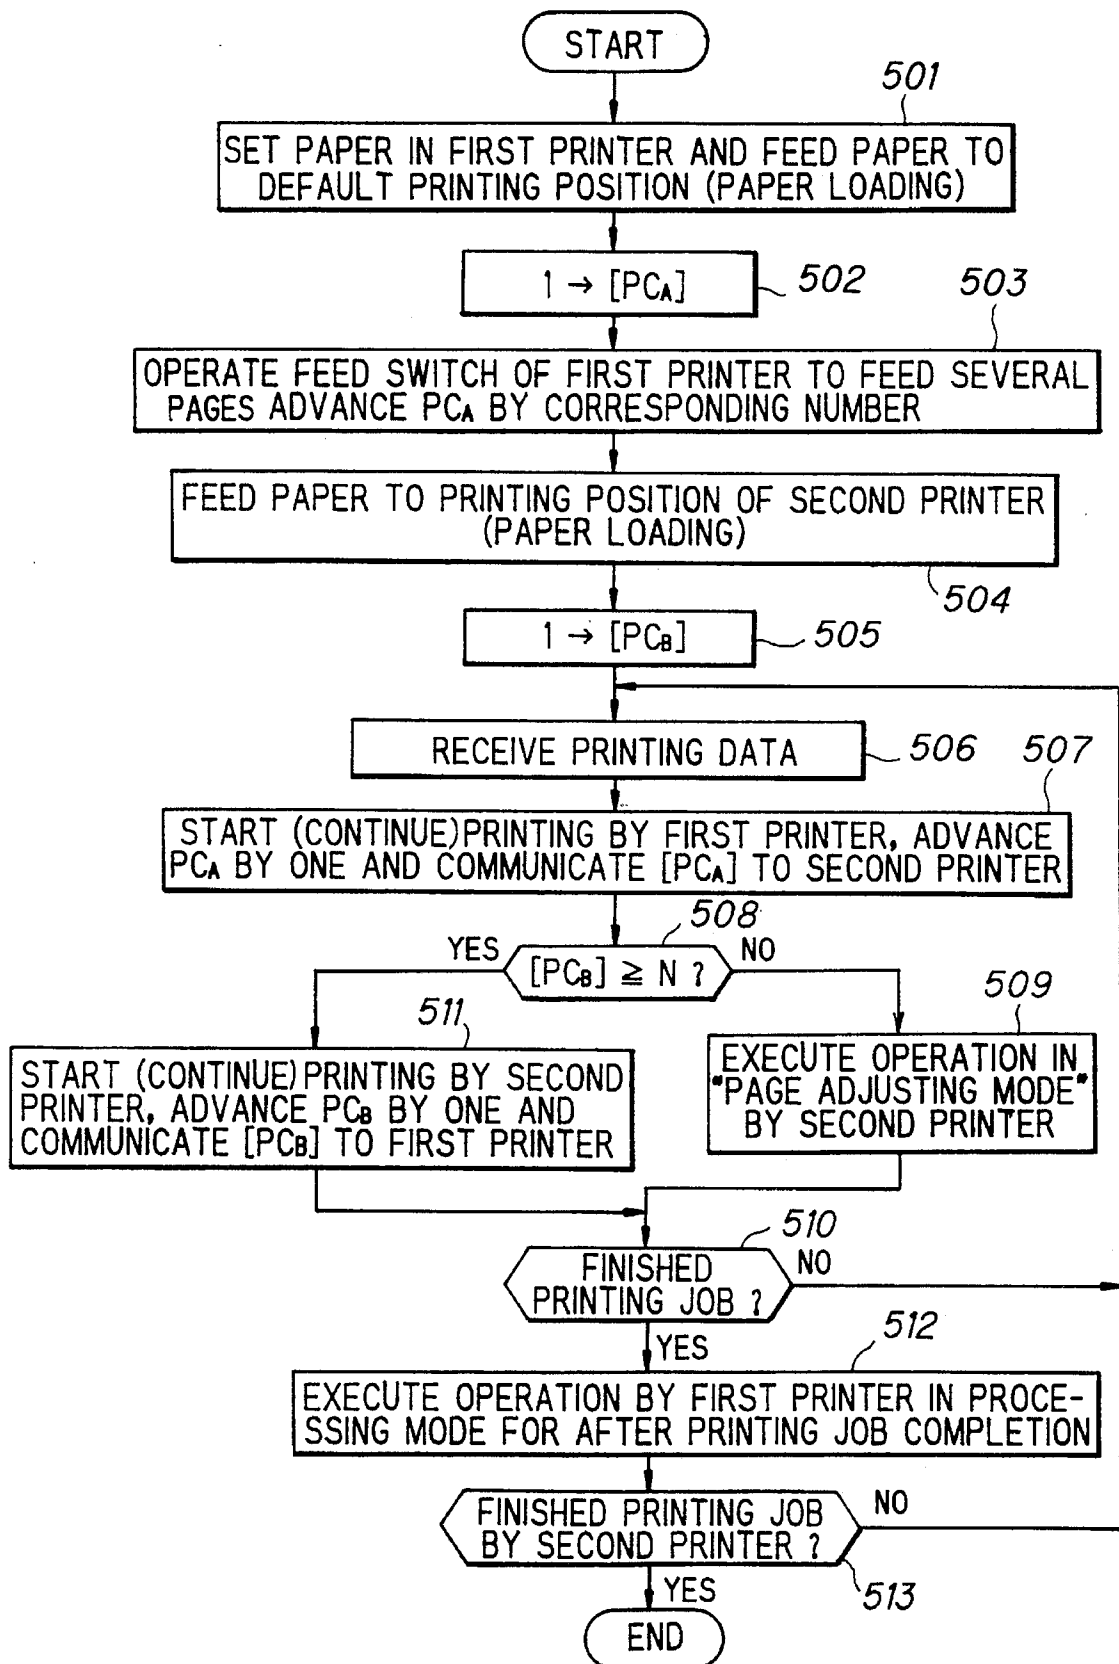 START
501
SET PAPER IN FIRST PRINTER AND FEED PAPER TO
DEFAULT PRINTING POSITION (PAPER LOADING)
1 → [PCA]
502
503
OPERATE FEED SWITCH OF FIRST PRINTER TO FEED SEVERAL
PAGES ADVANCE PCA BY CORRESPONDING NUMBER
FEED PAPER TO PRINTING POSITION OF SECOND PRINTER
(PAPER LOADING)
504
1 → [PCB]
505
RECEIVE PRINTING DATA
506
507
START (CONTINUE) PRINTING BY FIRST PRINTER, ADVANCE
PCA BY ONE AND COMMUNICATE [PCA] TO SECOND PRINTER
508
YES
[PCB] ≧ N ?
NO
511
START (CONTINUE) PRINTING BY SECOND
PRINTER, ADVANCE PCB BY ONE AND
COMMUNICATE [PCB] TO FIRST PRINTER
509
EXECUTE OPERATION IN
"PAGE ADJUSTING MODE"
BY SECOND PRINTER
510
FINISHED
PRINTING JOB ?
NO
YES
512
EXECUTE OPERATION BY FIRST PRINTER IN PROCE-
SSING MODE FOR AFTER PRINTING JOB COMPLETION
FINISHED PRINTING JOB
BY SECOND PRINTER ?
NO
513
YES
END